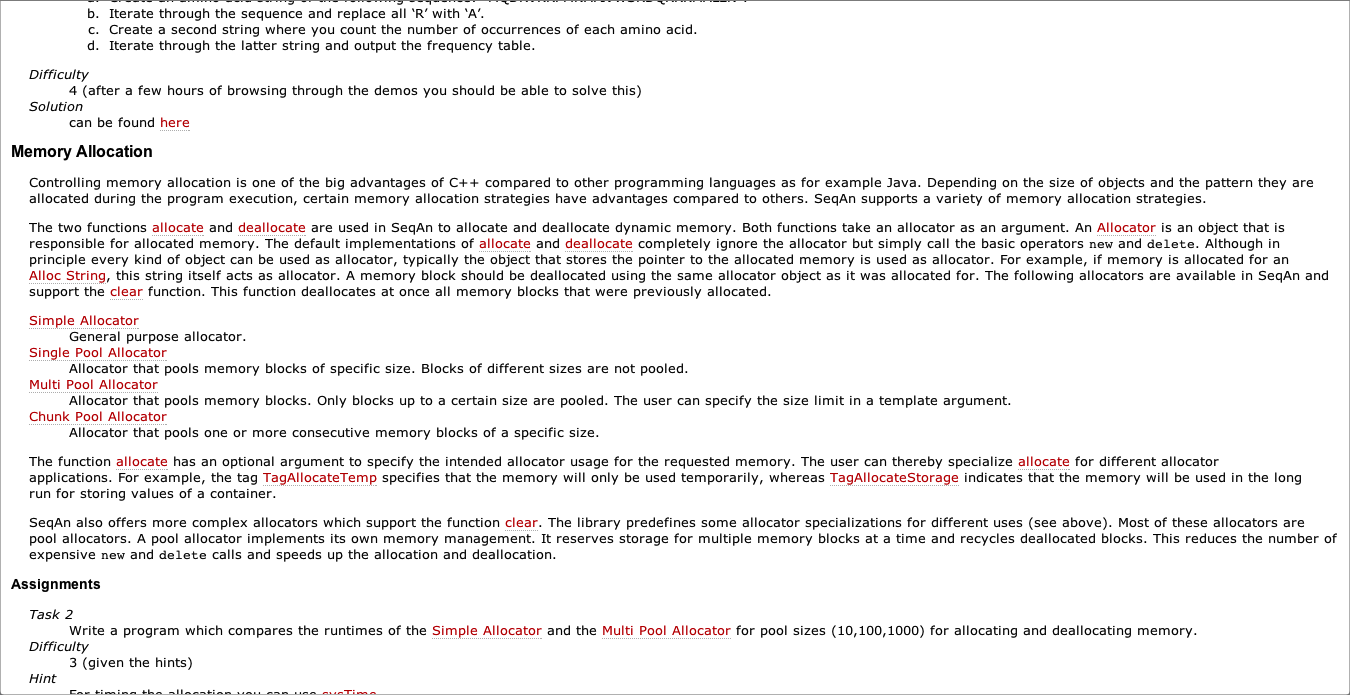 b. Iterate through the sequence and replace all ‘R’ with ‘A’.
c. Create a second string where you count the number of occurrences of each amino acid.
d. Iterate through the latter string and output the frequency table.
Difficulty
4 (after a few hours of browsing through the demos you should be able to solve this)
Solution
can be found here
Memory Allocation
Controlling memory allocation is one of the big advantages of C++ compared to other programming languages as for example Java. Depending on the size of objects and the pattern they are
allocated during the program execution, certain memory allocation strategies have advantages compared to others. SeqAn supports a variety of memory allocation strategies.
The two functions allocate and deallocate are used in SeqAn to allocate and deallocate dynamic memory. Both functions take an allocator as an argument. An Allocator is an object that is
responsible for allocated memory. The default implementations of allocate and deallocate completely ignore the allocator but simply call the basic operators new and delete. Although in
principle every kind of object can be used as allocator, typically the object that stores the pointer to the allocated memory is used as allocator. For example, if memory is allocated for an
Alloc String, this string itself acts as allocator. A memory block should be deallocated using the same allocator object as it was allocated for. The following allocators are available in SeqAn and
support the clear function. This function deallocates at once all memory blocks that were previously allocated.
Simple Allocator
General purpose allocator.
Single Pool Allocator
Allocator that pools memory blocks of specific size. Blocks of different sizes are not pooled.
Multi Pool Allocator
Allocator that pools memory blocks. Only blocks up to a certain size are pooled. The user can specify the size limit in a template argument.
Chunk Pool Allocator
Allocator that pools one or more consecutive memory blocks of a specific size.
The function allocate has an optional argument to specify the intended allocator usage for the requested memory. The user can thereby specialize allocate for different allocator
applications. For example, the tag TagAllocateTemp specifies that the memory will only be used temporarily, whereas TagAllocateStorage indicates that the memory will be used in the long
run for storing values of a container.
SeqAn also offers more complex allocators which support the function clear. The library predefines some allocator specializations for different uses (see above). Most of these allocators are
pool allocators. A pool allocator implements its own memory management. It reserves storage for multiple memory blocks at a time and recycles deallocated blocks. This reduces the number of
expensive new and delete calls and speeds up the allocation and deallocation.
Assignments
Task 2
Write a program which compares the runtimes of the Simple Allocator and the Multi Pool Allocator for pool sizes (10,100,1000) for allocating and deallocating memory.
Difficulty
3 (given the hints)
Hint
For timing the allocation you can use sysTime.